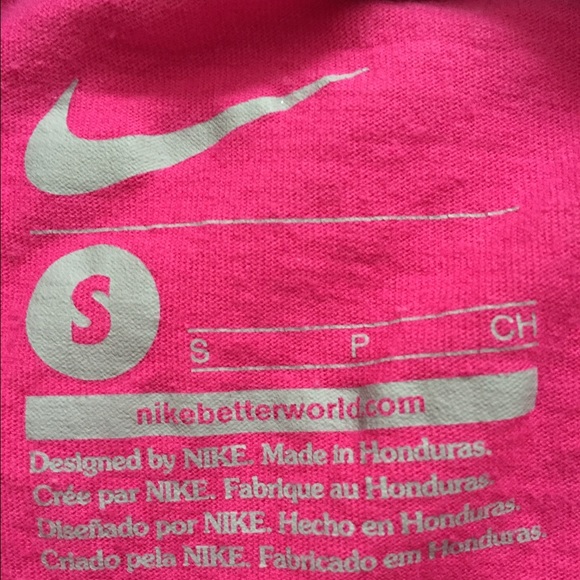 S
S P CH
nikebetterworld.com
Designed by NIKE. Made in Honduras.
Crée par NIKE. Fabrique au Honduras.
Diseñado por NIKE. Hecho en Honduras.
Criado pela NIKE. Fabricado em Honduras.